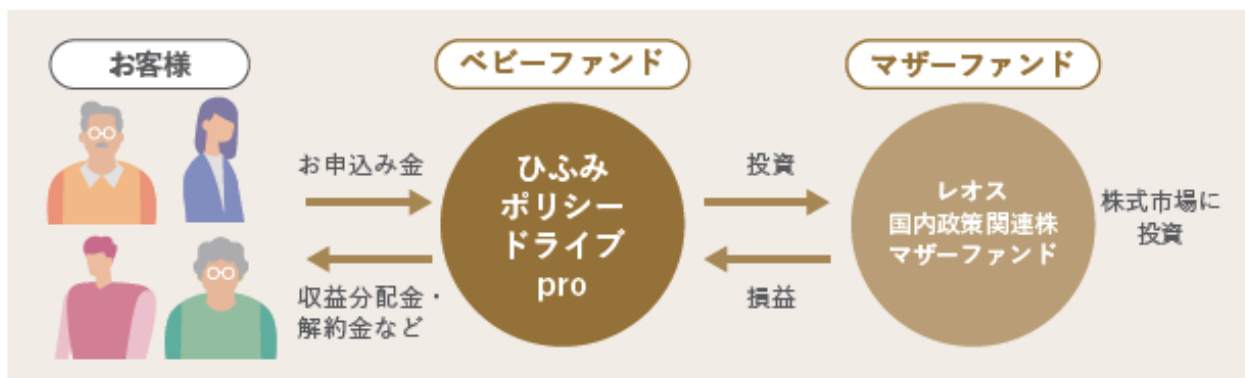 お客様
ベビーファンド
マザーファンド
お申込み金
収益分配金・
解約金など
ひふみ
ポリシー
ドライブ
pro
投資
損益
レオス
国内政策関連株
マザーファンド
株式市場に
投資